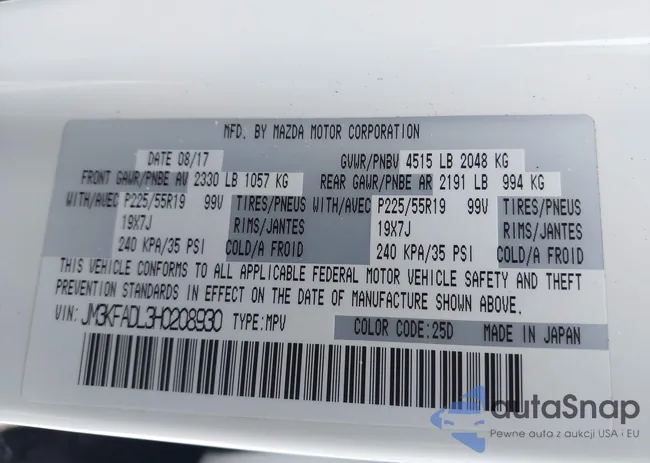 MFD. BY MAZDA MOTOR CORPORATION
DATE 08/17 GVWR/PNBV 4515 LB 2048 KG
FRONT GAWR/PNBE AV 2330 LB 1057 KG REAR GAWR/PNBE AR 2191 LB 994 KG
WITH/AVEC P225/55R19 99V TIRES/PNEUS WITH/AVEC P225/55R19 99V TIRES/PNEUS
19X7J RIMS/JANTES 19X7J RIMS/JANTES
240 KPA/35 PSI COLD/A FROID 240 KPA/35 PSI COLD/A FROID
THIS VEHICLE CONFORMS TO ALL APPLICABLE FEDERAL MOTOR VEHICLE SAFETY AND THEFT
PREVENTION STANDARDS IN EFFECT ON THE DATE OF MANUFACTURE SHOWN ABOVE.
VIN: JM3KFADL3H0208930 TYPE:MPV COLOR CODE:25D MADE IN JAPAN
autaSnap
Pewne auta z aukcji USA i EU